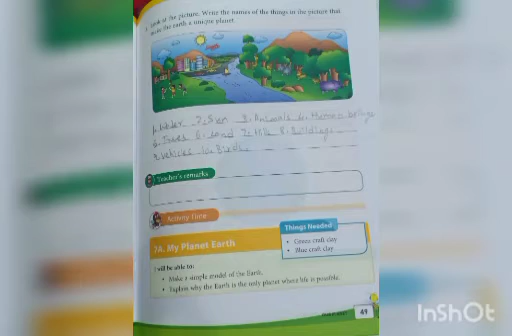 Look at the picture. Write the names of the things in the picture that
make the earth a unique planet.
1. Water 2. Sun 3. Animals 4. Human beings
5. Trees 6. Land 7. Hills 8. Buildings
9. Vehicles 10. Birds
Teacher's remarks
Activity Time
7A. My Planet Earth
Things Needed
• Green craft clay
• Blue craft clay
I will be able to:
• Make a simple model of the Earth.
• Explain why the Earth is the only planet where life is possible.
49
InShOt